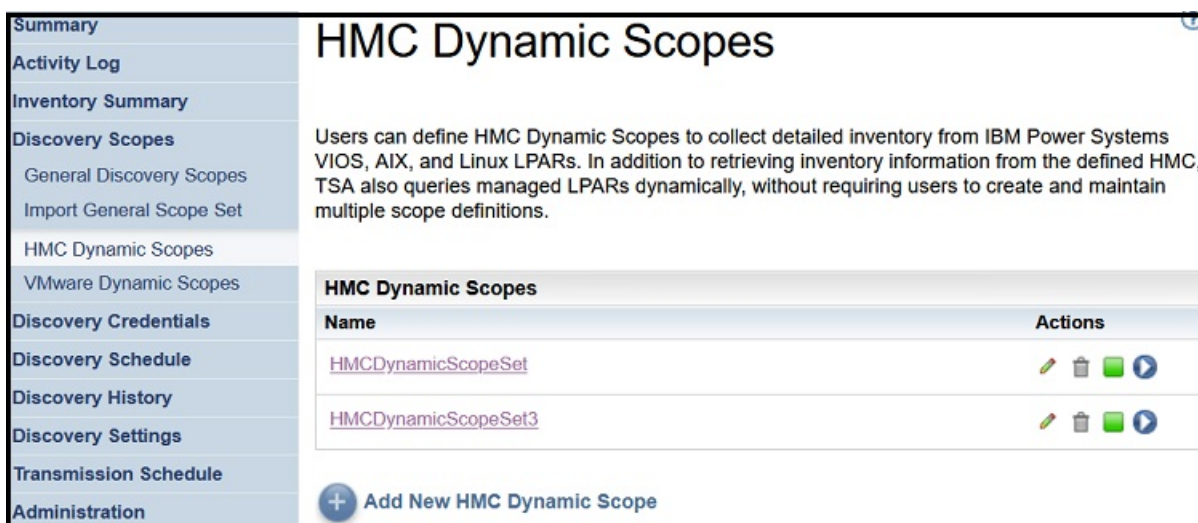 Summary
Activity Log
Inventory Summary
Discovery Scopes
General Discovery Scopes
Import General Scope Set
HMC Dynamic Scopes
VMware Dynamic Scopes
Discovery Credentials
Discovery Schedule
Discovery History
Discovery Settings
Transmission Schedule
Administration
HMC Dynamic Scopes
?
Users can define HMC Dynamic Scopes to collect detailed inventory from IBM Power Systems
VIOS, AIX, and Linux LPARs. In addition to retrieving inventory information from the defined HMC,
TSA also queries managed LPARs dynamically, without requiring users to create and maintain
multiple scope definitions.
HMC Dynamic Scopes
Name Actions
HMCDynamicScopeSet
HMCDynamicScopeSet3
Add New HMC Dynamic Scope